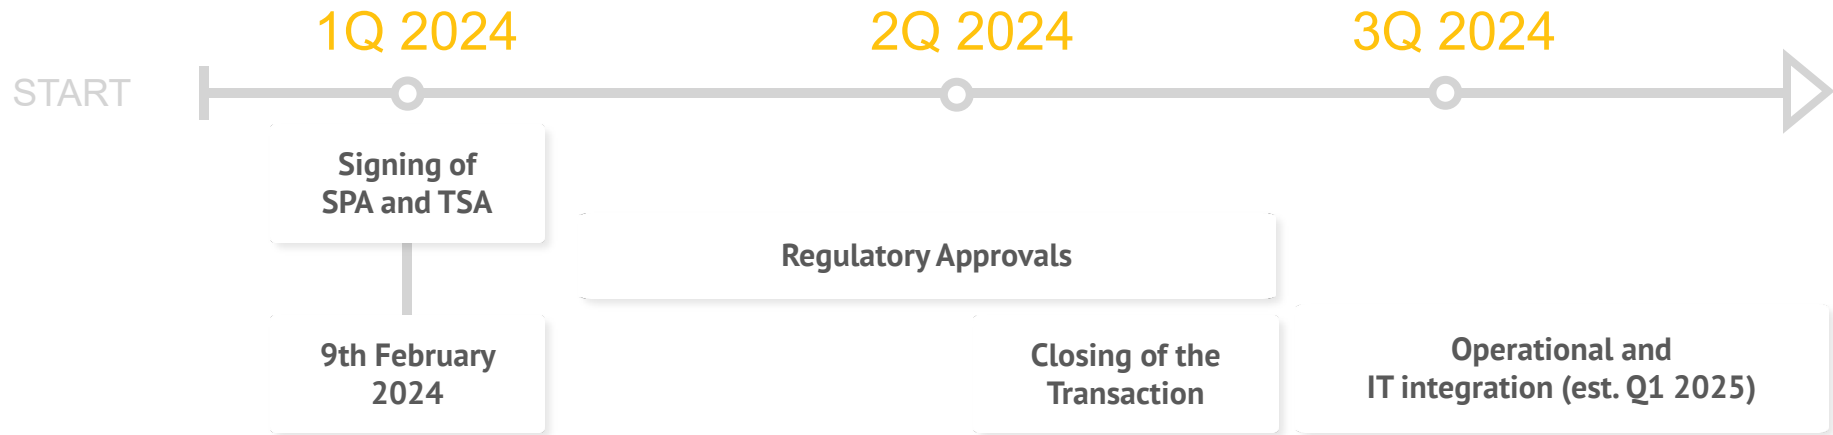 1Q 2024
2Q 2024
3Q 2024
START
Signing of
SPA and TSA
Regulatory Approvals
9th February
2024
Closing of the
Transaction
Operational and
IT integration (est. Q1 2025)